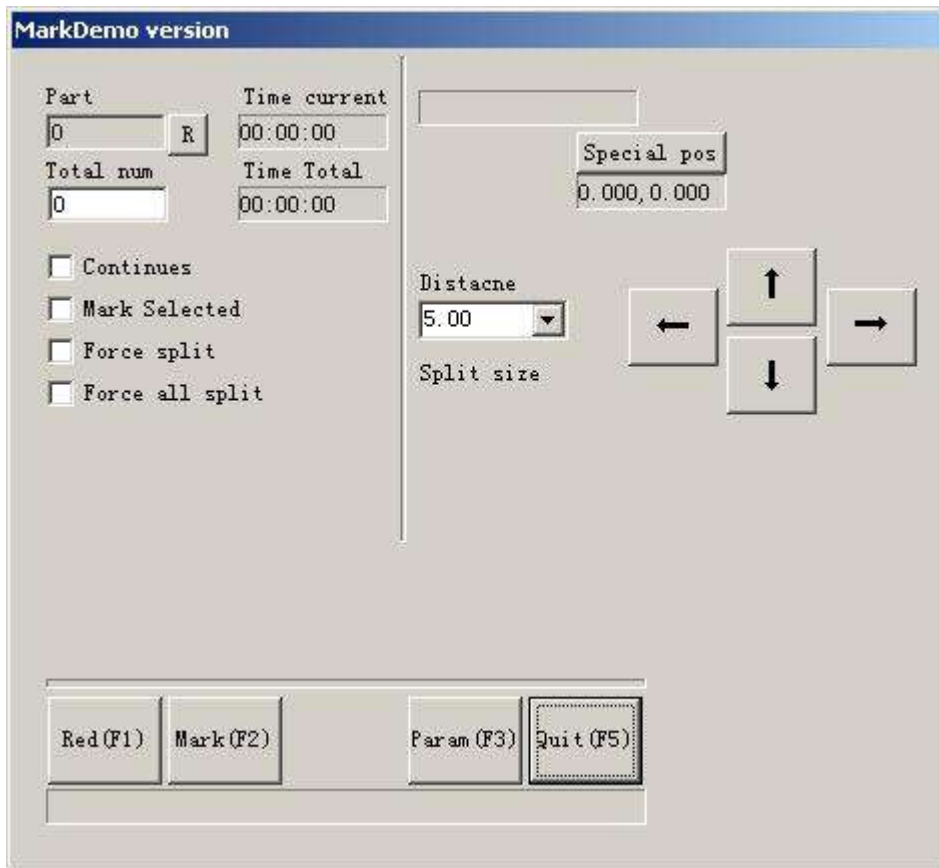 MarkDemo version
Part
Time current
0
R
00:00:00
Total num
Time Total
0
00:00:00
Continues
Mark Selected
Force split
Force all split
Special pos
0.000,0.000
Distacne
5.00
Split size
Red(F1)
Mark(F2)
Param(F3)
Quit(F5)